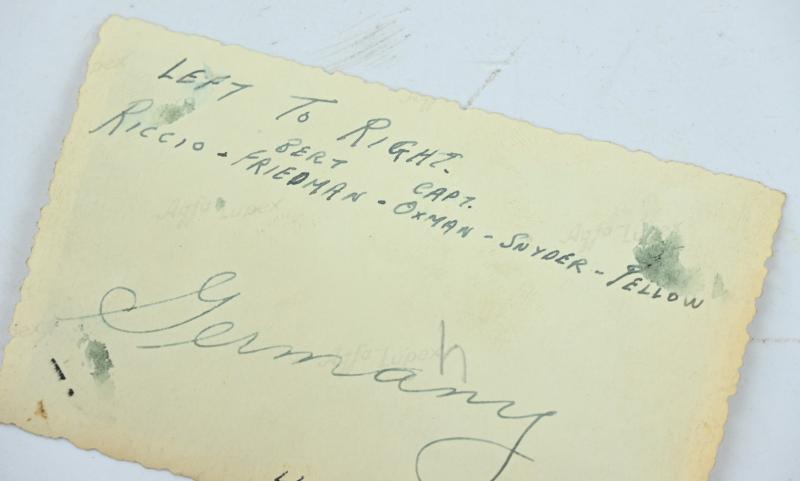 LEFT TO RIGHT.
BERT CAPT.
RICCIO - FRIEDMAN - OXMAN - SNYDER - YELLOW
Germany
h